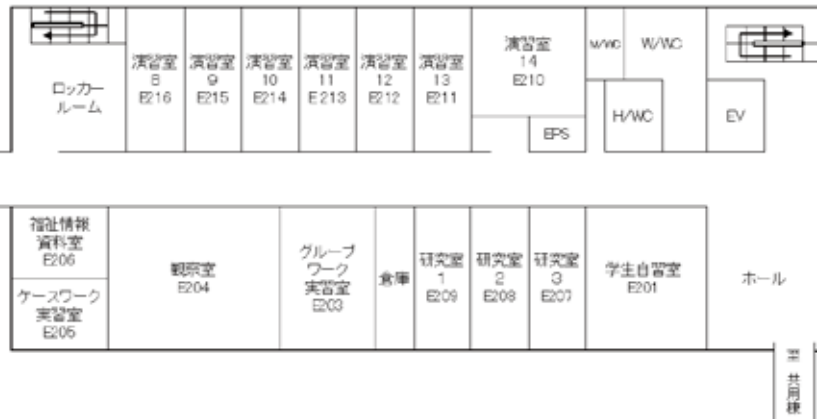 ロッカー
ルーム
演習室
8
E216
演習室
9
E215
演習室
10
E214
演習室
11
E213
演習室
12
E212
演習室
13
E211
演習室
14
E210
EPS
M/WC
W/WC
H/WC
EV
福祉情報
資料室
E206
ケースワーク
実習室
E205
観察室
E204
グループ
ワーク
実習室
E203
倉庫
研究室
1
E209
研究室
2
E208
研究室
3
E207
学生自習室
E201
ホール
至 共用棟